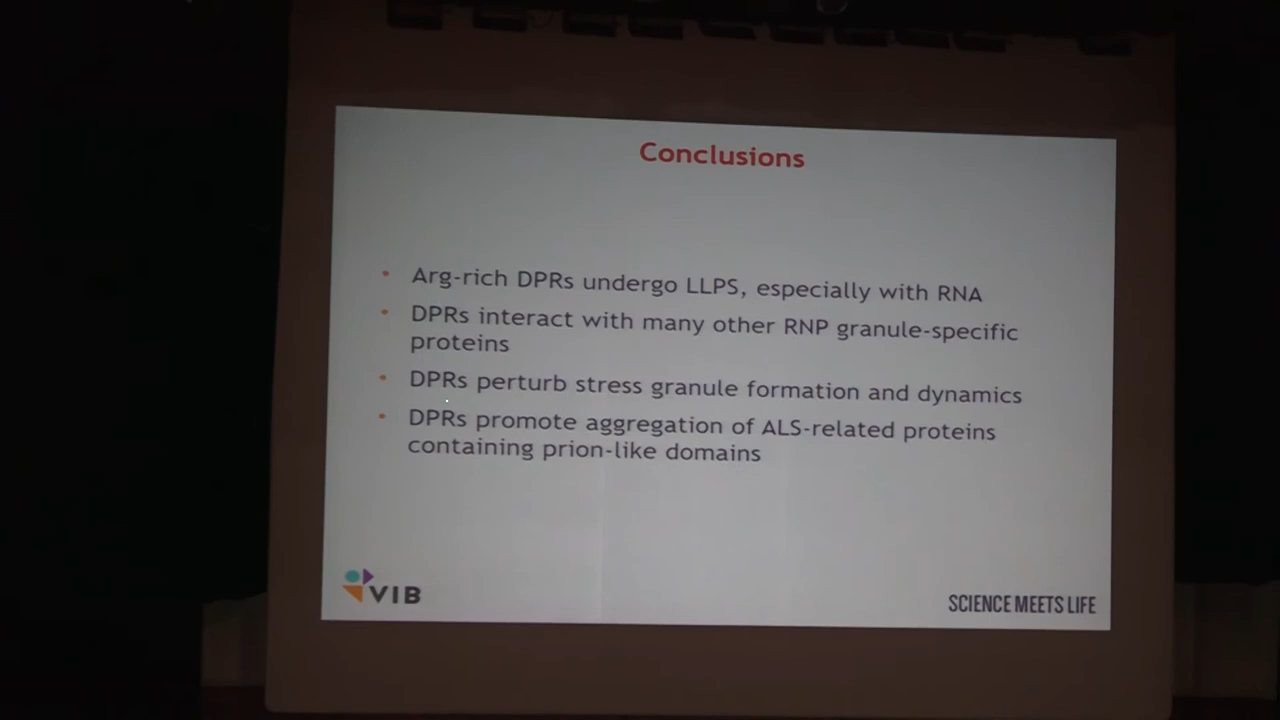 Conclusions
• Arg-rich DPRs undergo LLPS, especially with RNA
• DPRs interact with many other RNP granule-specific
proteins
• DPRs perturb stress granule formation and dynamics
• DPRs promote aggregation of ALS-related proteins
containing prion-like domains
VIB
SCIENCE MEETS LIFE